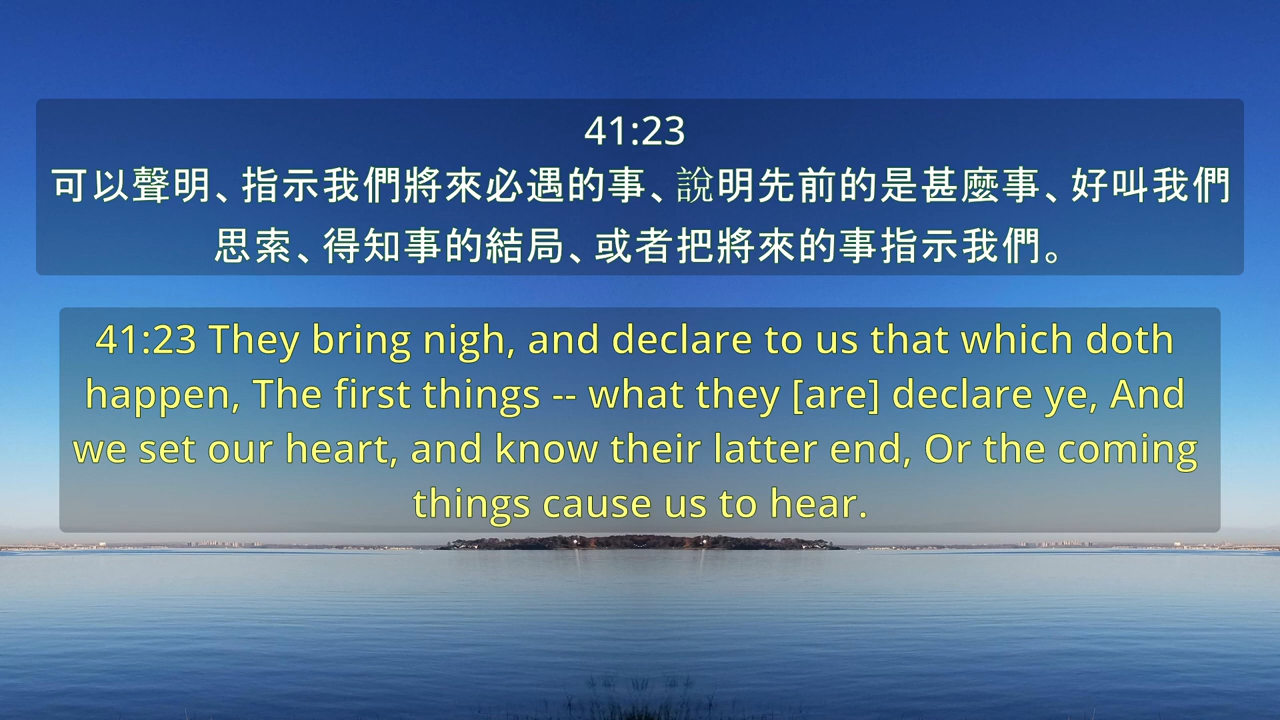 41:23
可以聲明、指示我們將來必遇的事、說明先前的是甚麼事、好叫我們
思索、得知事的結局、或者把將來的事指示我們。
41:23 They bring nigh, and declare to us that which doth
happen, The first things -- what they [are] declare ye, And
we set our heart, and know their latter end, Or the coming
things cause us to hear.